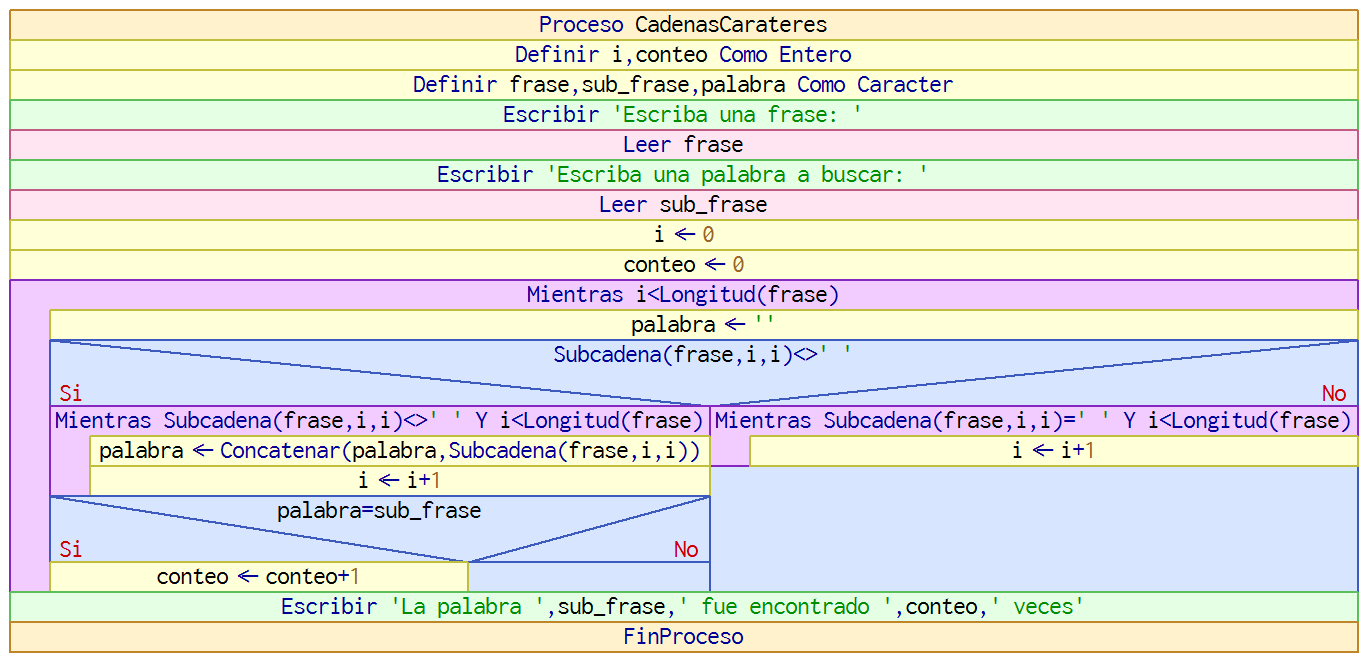 Proceso CadenasCarateres
Definir i,conteo Como Entero
Definir frase,sub_frase,palabra Como Caracter
Escribir 'Escriba una frase: '
Leer frase
Escribir 'Escriba una palabra a buscar: '
Leer sub_frase
i ← 0
conteo ← 0
Mientras i<Longitud(frase)
palabra ← ''
Subcadena(frase,i,i)<>' '
Si
No
Mientras Subcadena(frase,i,i)<>' ' Y i<Longitud(frase)
Mientras Subcadena(frase,i,i)=' ' Y i<Longitud(frase)
palabra ← Concatenar(palabra,Subcadena(frase,i,i))
i ← i+1
i ← i+1
palabra=sub_frase
Si
No
conteo ← conteo+1
Escribir 'La palabra ',sub_frase,' fue encontrado ',conteo,' veces'
FinProceso